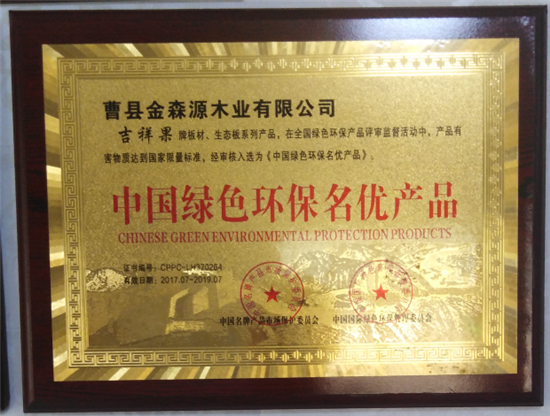 曹县金森源木业有限公司
吉祥果牌板材、生态板系列产品，在全国绿色环保产品评审监督活动中，产品有
害物质达到国家限量标准，经审核入选为《中国绿色环保名优产品》。
中国绿色环保名优产品
CHINESE GREEN ENVIRONMENTAL PROTECTION PRODUCTS
证书编号：CPPC-LH370264
有效日期：2017.07-2019.07
中国名牌产品市场保护委员会 中国国际绿色环保管理委员会